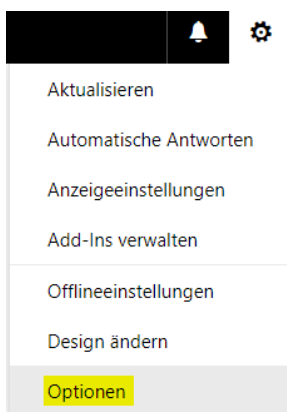 Aktualisieren
Automatische Antworten
Anzeigeeinstellungen
Add-Ins verwalten
Offlineeinstellungen
Design ändern
Optionen